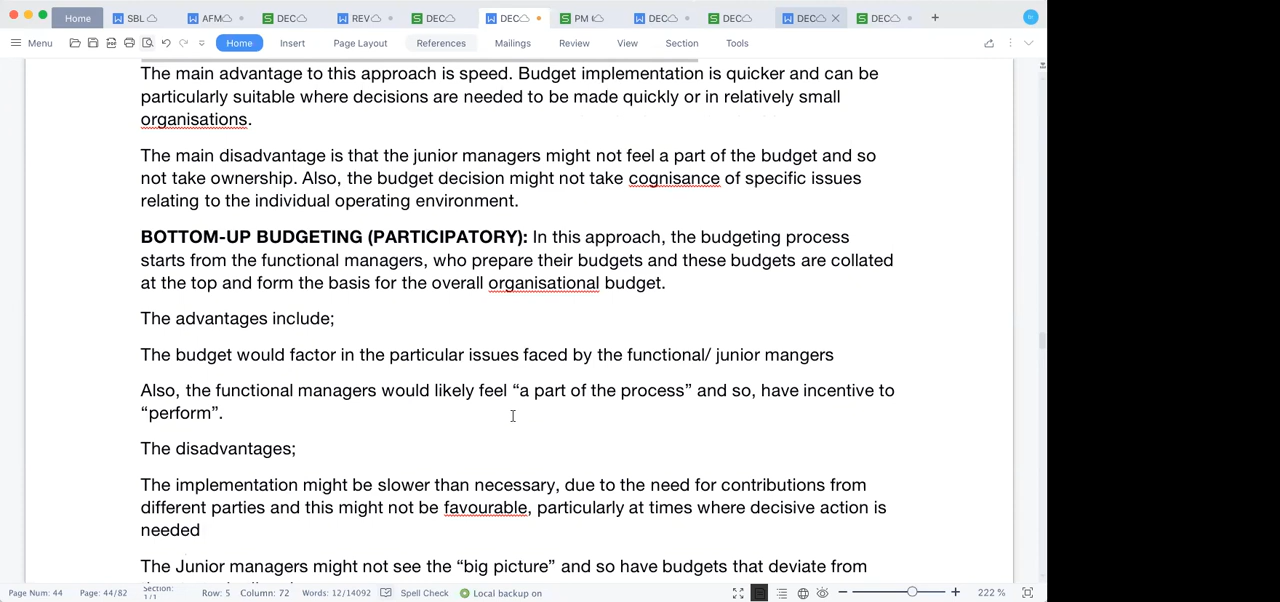 Home SBL AFM DEC REV DEC DEC PM DEC DEC DEC DEC
Menu Home Insert Page Layout References Mailings Review View Section Tools
The main advantage to this approach is speed. Budget implementation is quicker and can be
particularly suitable where decisions are needed to be made quickly or in relatively small
organisations.
The main disadvantage is that the junior managers might not feel a part of the budget and so
not take ownership. Also, the budget decision might not take cognisance of specific issues
relating to the individual operating environment.
BOTTOM-UP BUDGETING (PARTICIPATORY): In this approach, the budgeting process
starts from the functional managers, who prepare their budgets and these budgets are collated
at the top and form the basis for the overall organisational budget.
The advantages include;
The budget would factor in the particular issues faced by the functional/ junior mangers
Also, the functional managers would likely feel “a part of the process” and so, have incentive to
“perform”.
The disadvantages;
The implementation might be slower than necessary, due to the need for contributions from
different parties and this might not be favourable, particularly at times where decisive action is
needed
The Junior managers might not see the “big picture” and so have budgets that deviate from
Page Num: 44 Page: 44/82 Section: 1/1 Row: 5 Column: 72 Words: 12/14092 Spell Check Local backup on 222 %